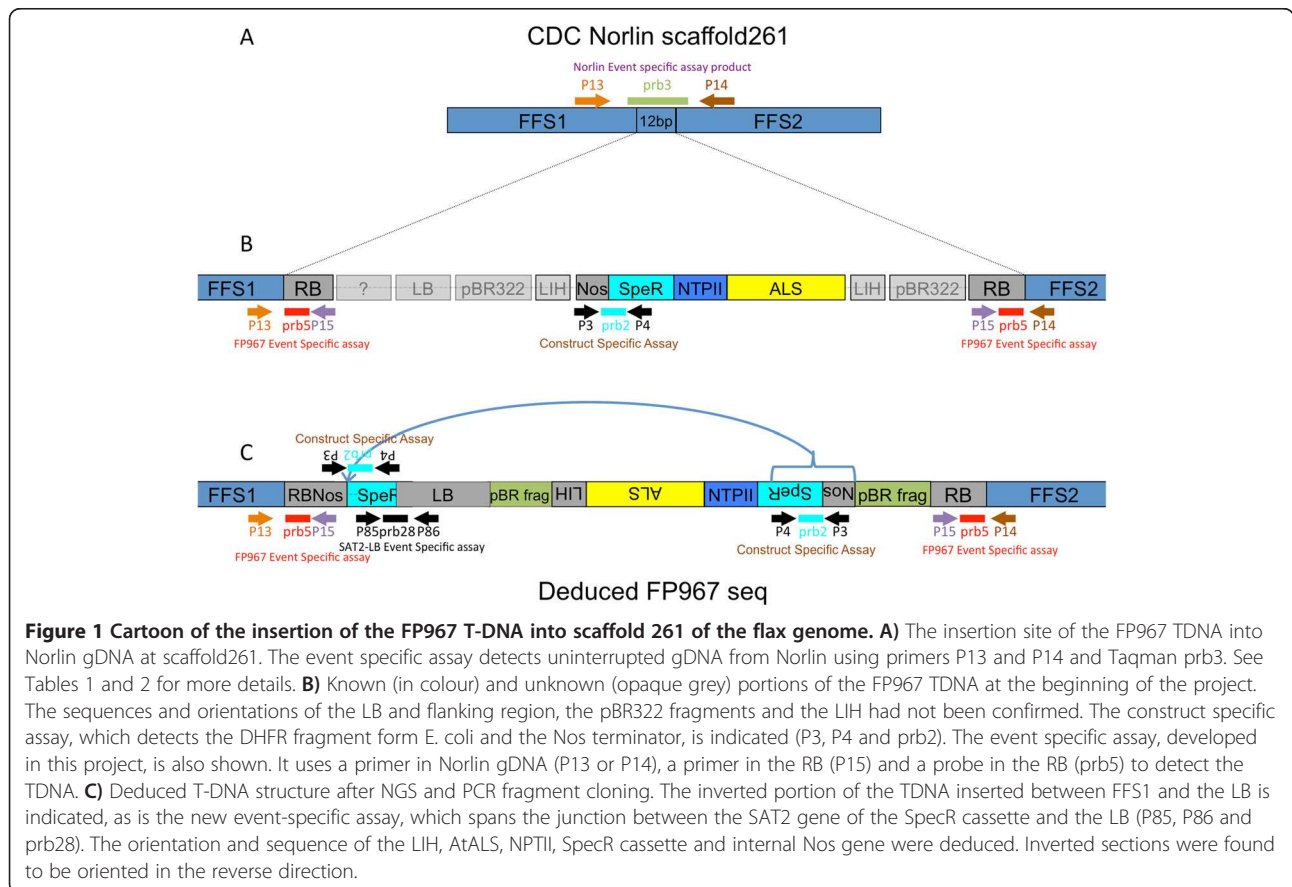 A
CDC Norlin scaffold261
Norlin Event specific assay product
P13 prb3 P14
FFS1 12bp FFS2
B
FFS1 RB ? LB pBR322 LIH Nos SpeR NTPII ALS LIH pBR322 RB FFS2
P13 prb5 P15 P3 prb2 P4 P15 prb5 P14
FP967 Event Specific assay Construct Specific Assay FP967 Event Specific assay
Construct Specific Assay
P3 prb2 P4
C
FFS1 RBNos SpeR LB pBR frag LIH ALS NTPII SpeR Nos pBR frag RB FFS2
P13 prb5 P15 P85 prb28 P86 P4 prb2 P3 P15 prb5 P14
FP967 Event Specific assay SAT2-LB Event Specific assay Construct Specific Assay FP967 Event Specific assay
Deduced FP967 seq
Figure 1 Cartoon of the insertion of the FP967 T-DNA into scaffold 261 of the flax genome. A) The insertion site of the FP967 TDNA into
Norlin gDNA at scaffold261. The event specific assay detects uninterrupted gDNA from Norlin using primers P13 and P14 and Taqman prb3. See
Tables 1 and 2 for more details. B) Known (in colour) and unknown (opaque grey) portions of the FP967 TDNA at the beginning of the project.
The sequences and orientations of the LB and flanking region, the pBR322 fragments and the LIH had not been confirmed. The construct specific
assay, which detects the DHFR fragment form E. coli and the Nos terminator, is indicated (P3, P4 and prb2). The event specific assay, developed
in this project, is also shown. It uses a primer in Norlin gDNA (P13 or P14), a primer in the RB (P15) and a probe in the RB (prb5) to detect the
TDNA. C) Deduced T-DNA structure after NGS and PCR fragment cloning. The inverted portion of the TDNA inserted between FFS1 and the LB is
indicated, as is the new event-specific assay, which spans the junction between the SAT2 gene of the SpecR cassette and the LB (P85, P86 and
prb28). The orientation and sequence of the LIH, AtALS, NPTII, SpecR cassette and internal Nos gene were deduced. Inverted sections were found
to be oriented in the reverse direction.